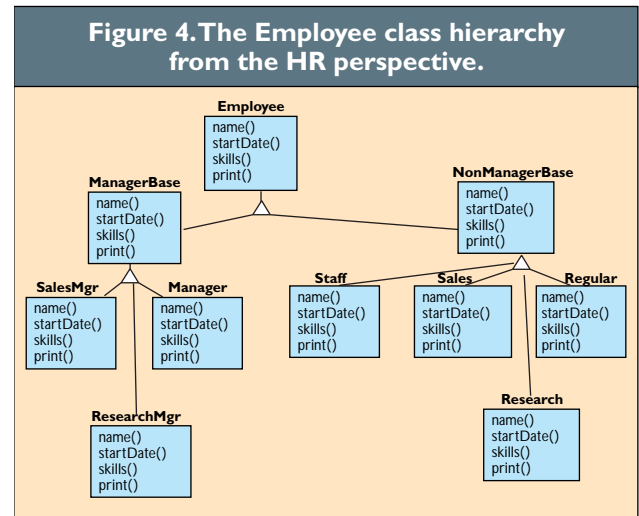 Figure 4. The Employee class hierarchy
from the HR perspective.
Employee
name()
startDate()
skills()
print()
ManagerBase
name()
startDate()
skills()
print()
NonManagerBase
name()
startDate()
skills()
print()
SalesMgr
name()
startDate()
skills()
print()
Manager
name()
startDate()
skills()
print()
Staff
name()
startDate()
skills()
print()
Sales
name()
startDate()
skills()
print()
Regular
name()
startDate()
skills()
print()
ResearchMgr
name()
startDate()
skills()
print()
Research
name()
startDate()
skills()
print()